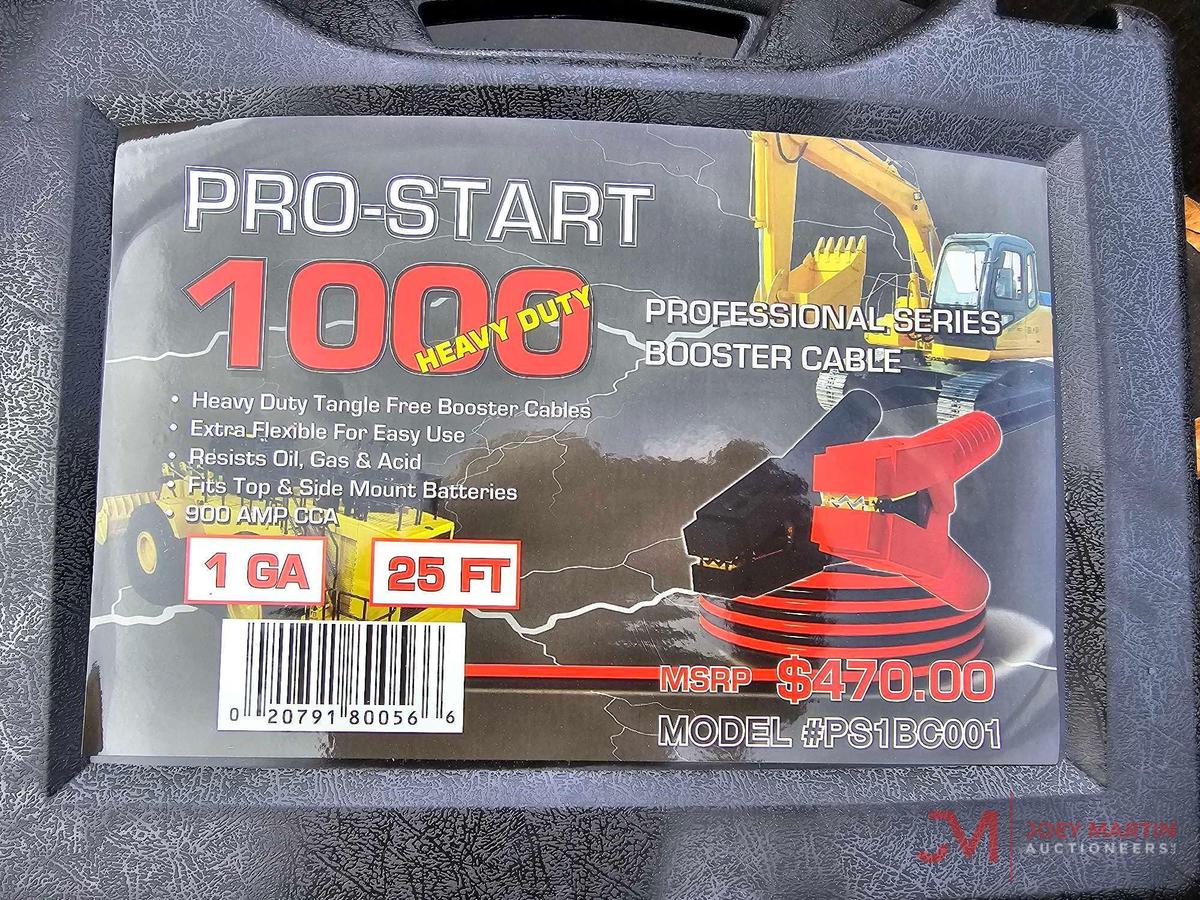 PRO-START
1000
HEAVY DUTY
PROFESSIONAL SERIES
BOOSTER CABLE
• Heavy Duty Tangle Free Booster Cables
• Extra Flexible For Easy Use
• Resists Oil, Gas & Acid
• Fits Top & Side Mount Batteries
• 900 AMP CCA
1 GA
25 FT
0 20791 80056 6
MSRP $470.00
MODEL #PS1BC001
JM
JOEY MARTIN
AUCTIONEERS